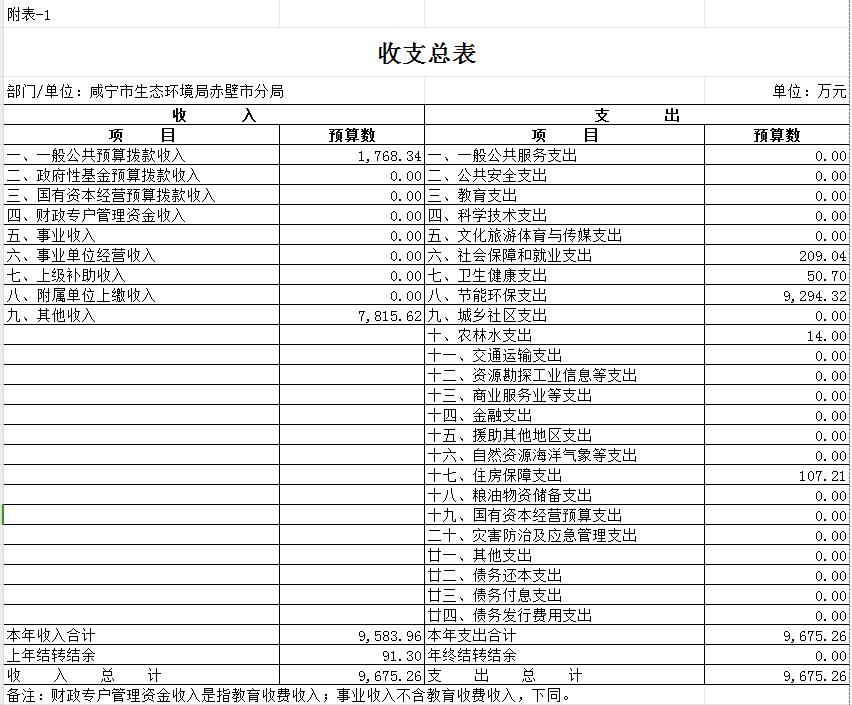 附表-1
收支总表
部门/单位：咸宁市生态环境局赤壁市分局 单位：万元
收 入 支 出
项 目 预算数 项 目 预算数
一、一般公共预算拨款收入 1,768.34 一、一般公共服务支出 0.00
二、政府性基金预算拨款收入 0.00 二、公共安全支出 0.00
三、国有资本经营预算拨款收入 0.00 三、教育支出 0.00
四、财政专户管理资金收入 0.00 四、科学技术支出 0.00
五、事业收入 0.00 五、文化旅游体育与传媒支出 0.00
六、事业单位经营收入 0.00 六、社会保障和就业支出 209.04
七、上级补助收入 0.00 七、卫生健康支出 50.70
八、附属单位上缴收入 0.00 八、节能环保支出 9,294.32
九、其他收入 7,815.62 九、城乡社区支出 0.00
十、农林水支出 14.00
十一、交通运输支出 0.00
十二、资源勘探工业信息等支出 0.00
十三、商业服务业等支出 0.00
十四、金融支出 0.00
十五、援助其他地区支出 0.00
十六、自然资源海洋气象等支出 0.00
十七、住房保障支出 107.21
十八、粮油物资储备支出 0.00
十九、国有资本经营预算支出 0.00
二十、灾害防治及应急管理支出 0.00
廿一、其他支出 0.00
廿二、债务还本支出 0.00
廿三、债务付息支出 0.00
廿四、债务发行费用支出 0.00
本年收入合计 9,583.96 本年支出合计 9,675.26
上年结转结余 91.30 年终结转结余 0.00
收 入 总 计 9,675.26 支 出 总 计 9,675.26
备注：财政专户管理资金收入是指教育收费收入；事业收入不含教育收费收入，下同。